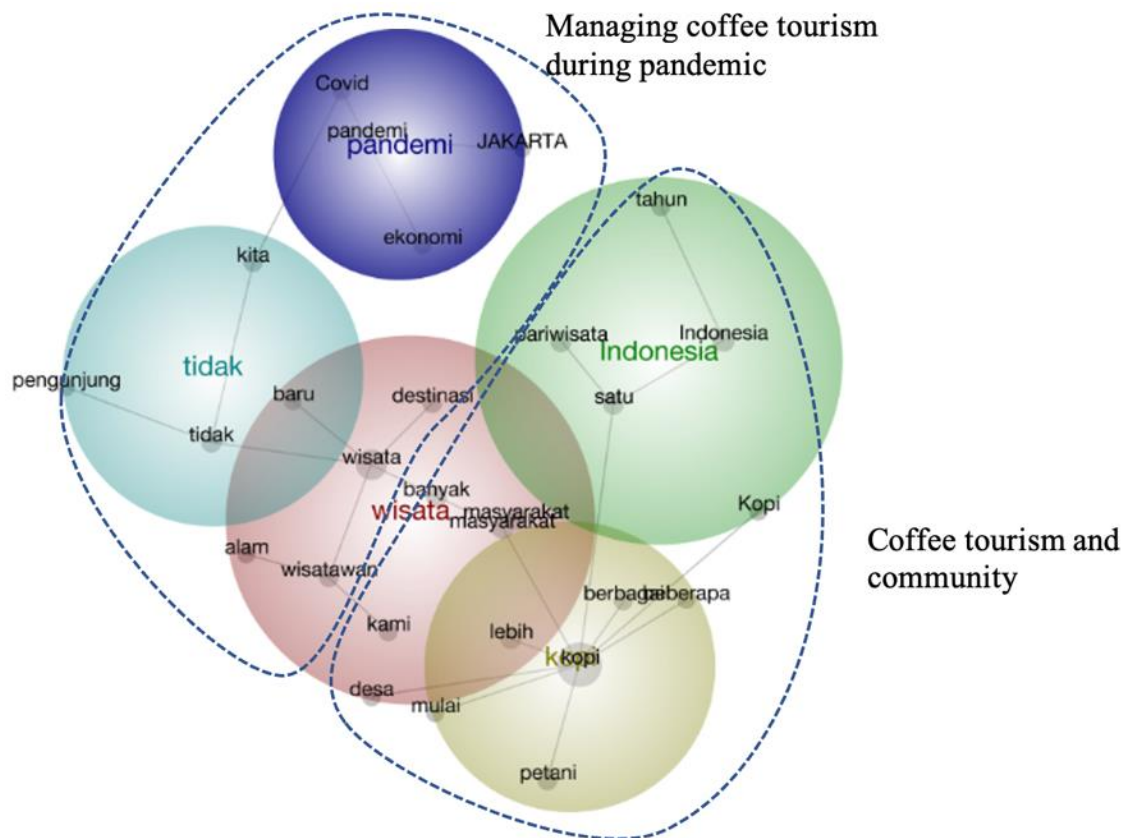 Managing coffee tourism
during pandemic
Covid
pandemi
pandemi
JAKARTA
ekonomi
tahun
kita
pariwisata
Indonesia
Indonesia
tidak
pengunjung
baru
destinasi
satu
tidak
wisata
banyak
wisata
masyarakat
masyarakat
Kopi
alam
wisatawan
Coffee tourism and
community
berbagai
beberapa
kami
lebih
kopi
kopi
desa
mulai
petani